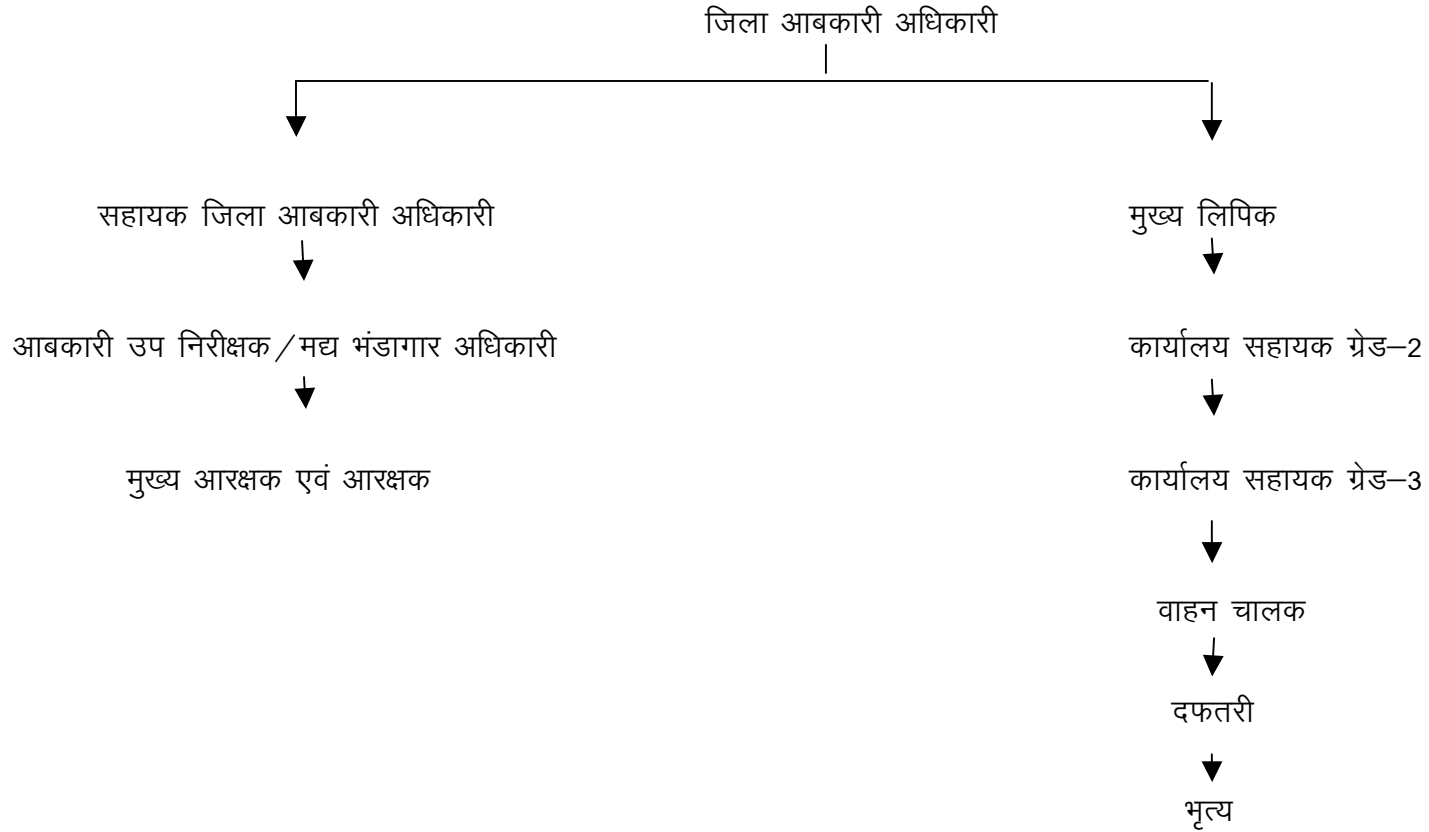 जिला आबकारी अधिकारी
सहायक जिला आबकारी अधिकारी
मुख्य लिपिक
आबकारी उप निरीक्षक/मद्य भंडागार अधिकारी
कार्यालय सहायक ग्रेड–2
मुख्य आरक्षक एवं आरक्षक
कार्यालय सहायक ग्रेड–3
वाहन चालक
दफतरी
भृत्य